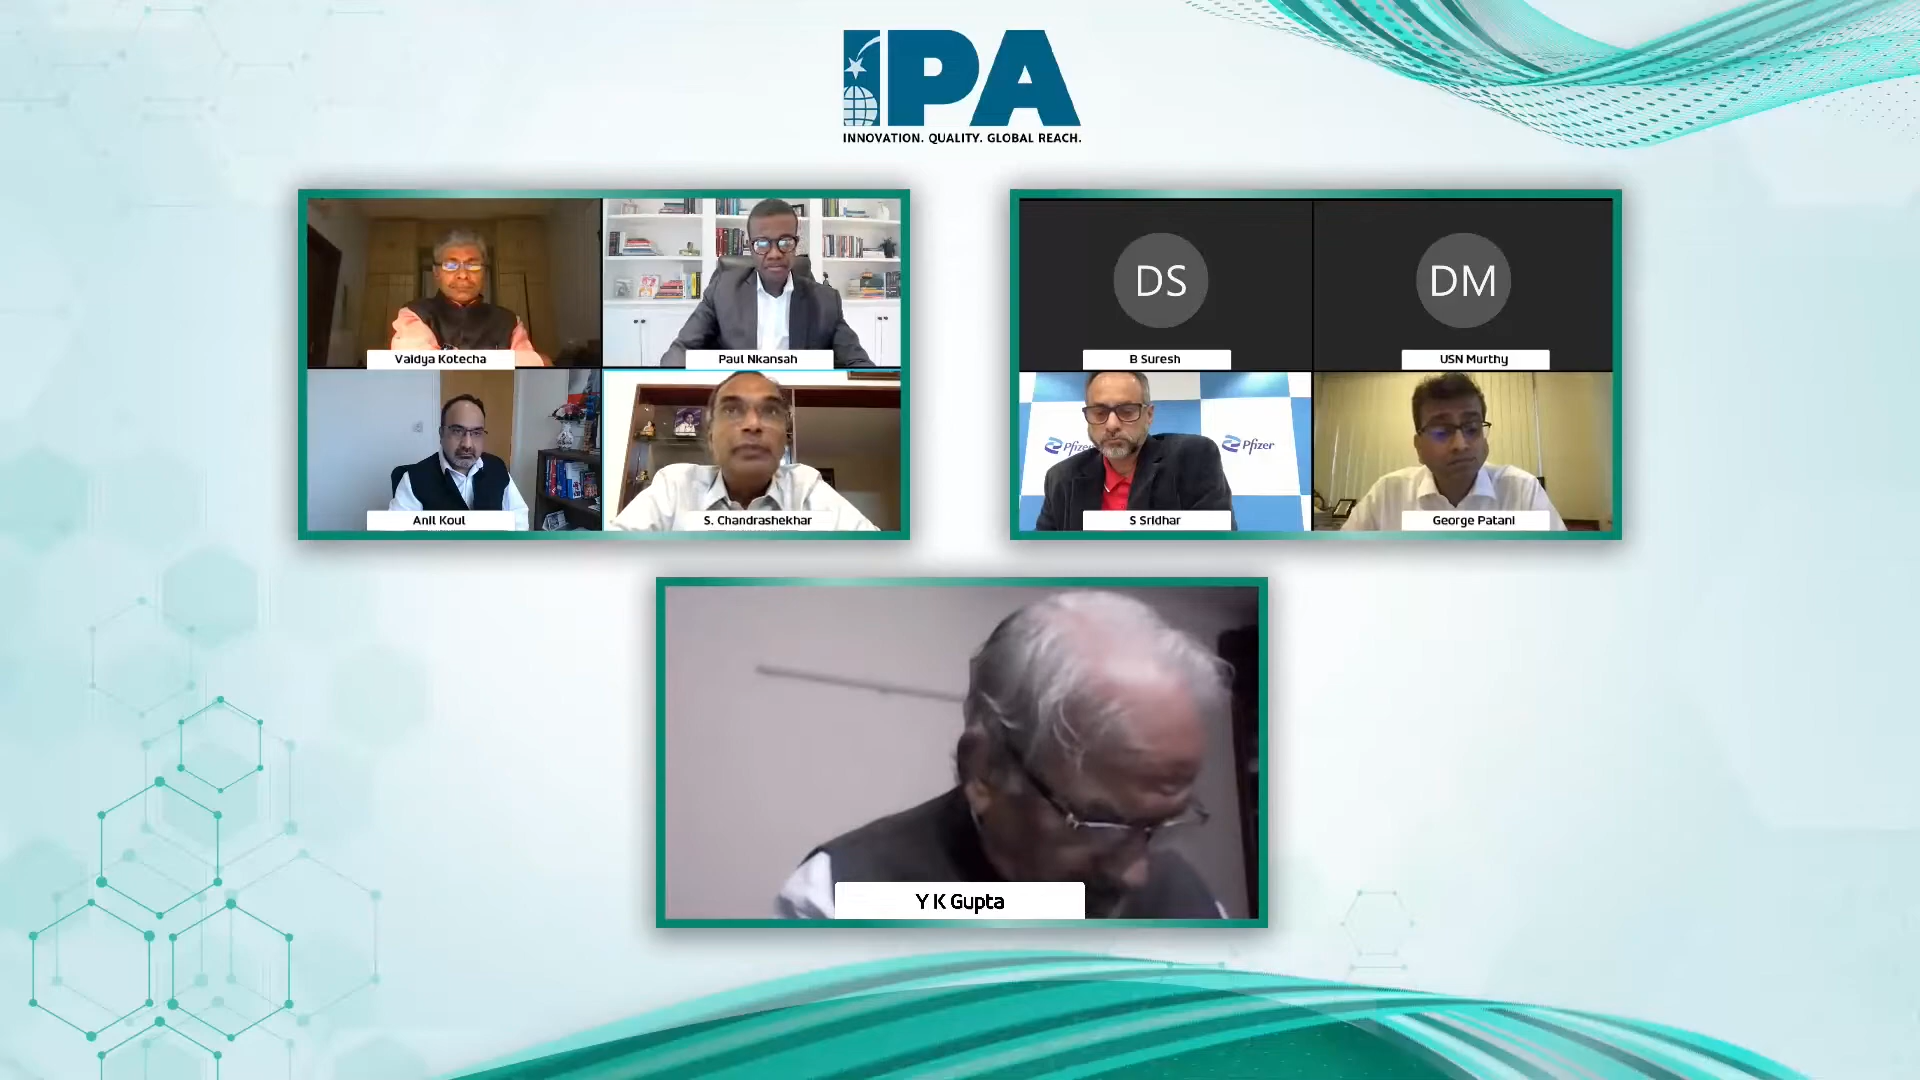 IPA
INNOVATION. QUALITY. GLOBAL REACH.
Vaidya Kotecha
Paul Nkansah
Anil Koul
S. Chandrashekhar
DS
DM
B Suresh
USN Murthy
Pfizer
Pfizer
S Sridhar
George Patani
Y K Gupta